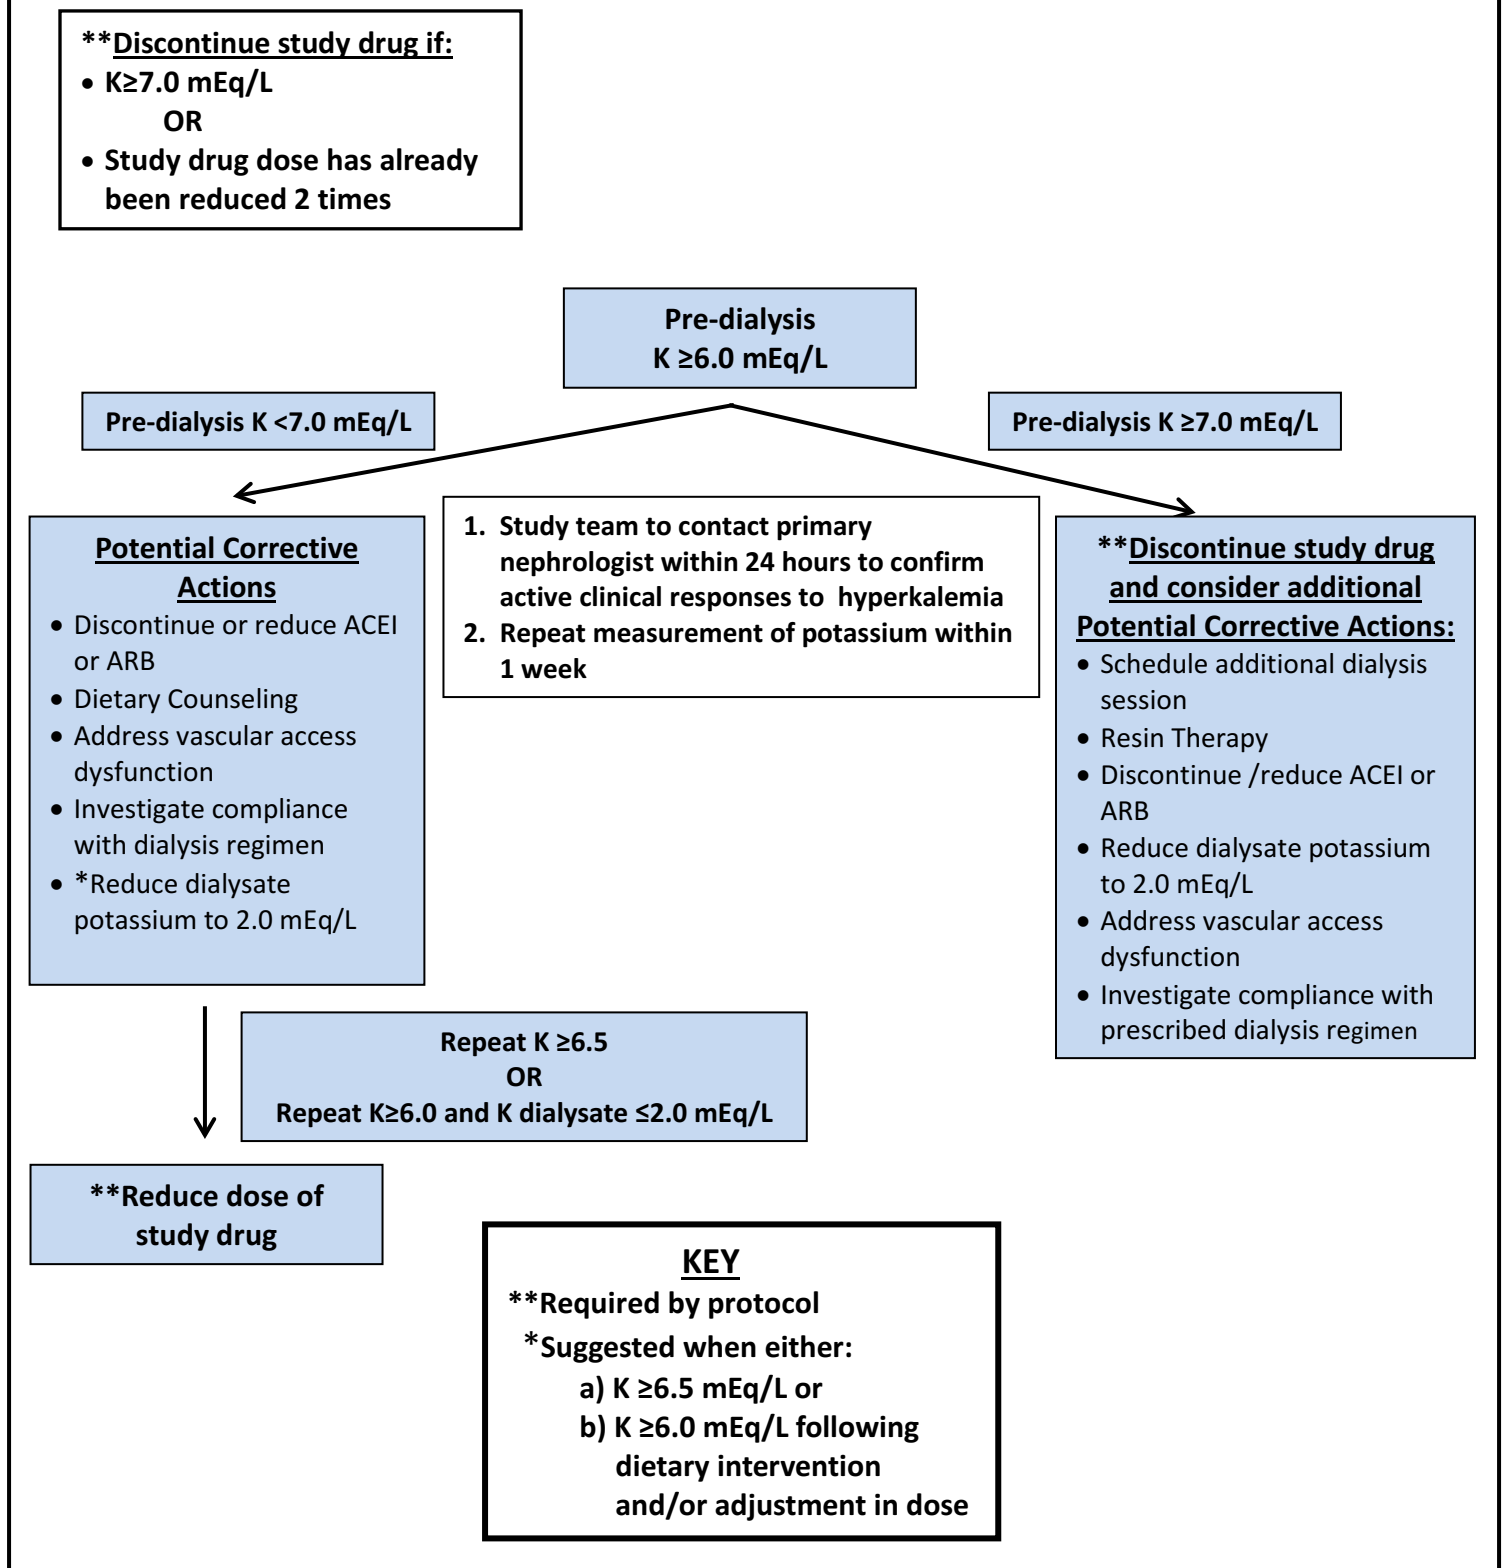 **Discontinue study drug if:
• K≥7.0 mEq/L
OR
• Study drug dose has already
been reduced 2 times
Pre-dialysis
K ≥6.0 mEq/L
Pre-dialysis K <7.0 mEq/L
Pre-dialysis K ≥7.0 mEq/L
Potential Corrective
Actions
• Discontinue or reduce ACEI
or ARB
• Dietary Counseling
• Address vascular access
dysfunction
• Investigate compliance
with dialysis regimen
• *Reduce dialysate
potassium to 2.0 mEq/L
1. Study team to contact primary
nephrologist within 24 hours to confirm
active clinical responses to hyperkalemia
2. Repeat measurement of potassium within
1 week
**Discontinue study drug
and consider additional
Potential Corrective Actions:
• Schedule additional dialysis
session
• Resin Therapy
• Discontinue /reduce ACEI or
ARB
• Reduce dialysate potassium
to 2.0 mEq/L
• Address vascular access
dysfunction
• Investigate compliance with
prescribed dialysis regimen
Repeat K ≥6.5
OR
Repeat K≥6.0 and K dialysate ≤2.0 mEq/L
**Reduce dose of
study drug
KEY
**Required by protocol
*Suggested when either:
a) K ≥6.5 mEq/L or
b) K ≥6.0 mEq/L following
dietary intervention
and/or adjustment in dose